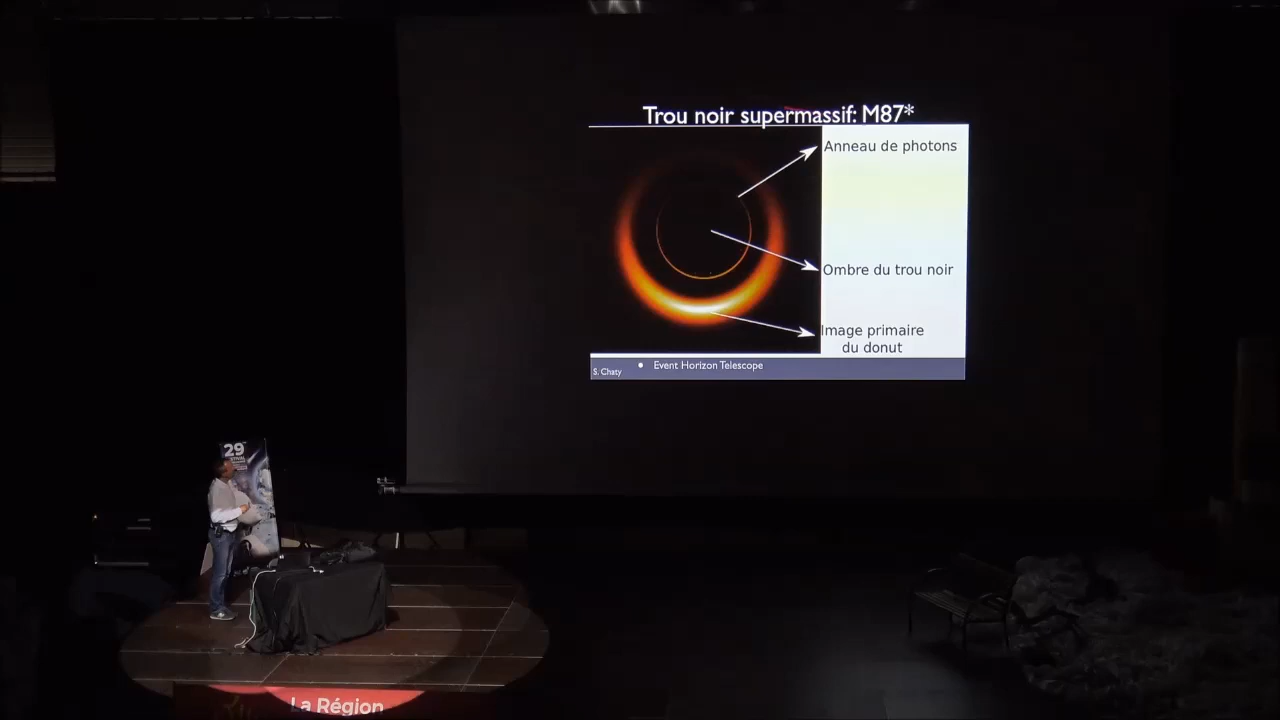 Trou noir supermassif: M87*
Anneau de photons
Ombre du trou noir
Image primaire
du donut
S. Chaty
• Event Horizon Telescope
29
La Région